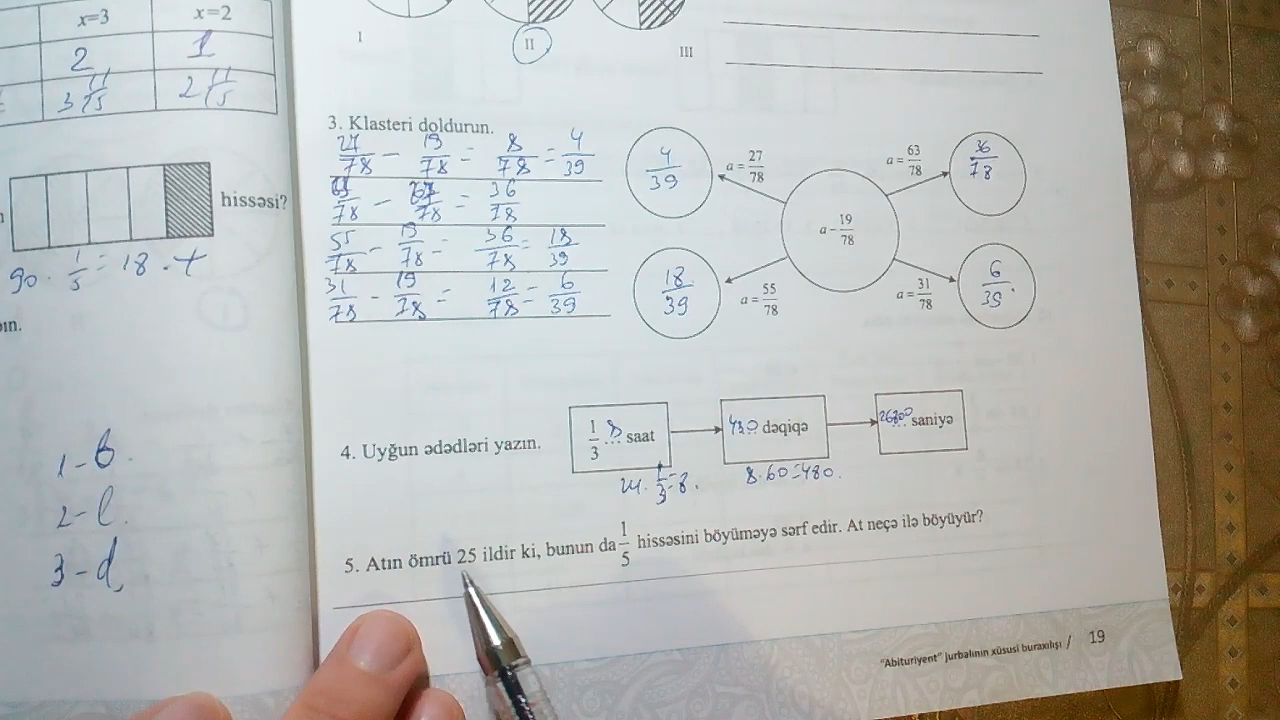 x=3 x=2
2 1
3 11/15 2 11/15
hissəsi?
90 · 1/5 = 18 · +
1-b.
2-l.
3-d,
I II III
3. Klasteri doldurun.
27/78 - 19/78 = 8/78 = 4/39
/78 - /78 = 36/78
55/78 - 19/78 = 36/78 = 18/39
31/78 - 19/78 = 12/78 = 6/39
4/39 a = 27/78 a = 63/78 36/78
a - 19/78
18/39 a = 55/78 a = 31/78 6/39.
4. Uyğun ədədləri yazın.
1/3 8 saat 480 dəqiqə saniyə
24 · 1/3 = 8. 8·60=480.
5. Atın ömrü 25 ildir ki, bunun da 1/5 hissəsini böyüməyə sərf edir. At neçə ilə böyüyür?
"Abituriyent" jurnalının xüsusi buraxılışı / 19